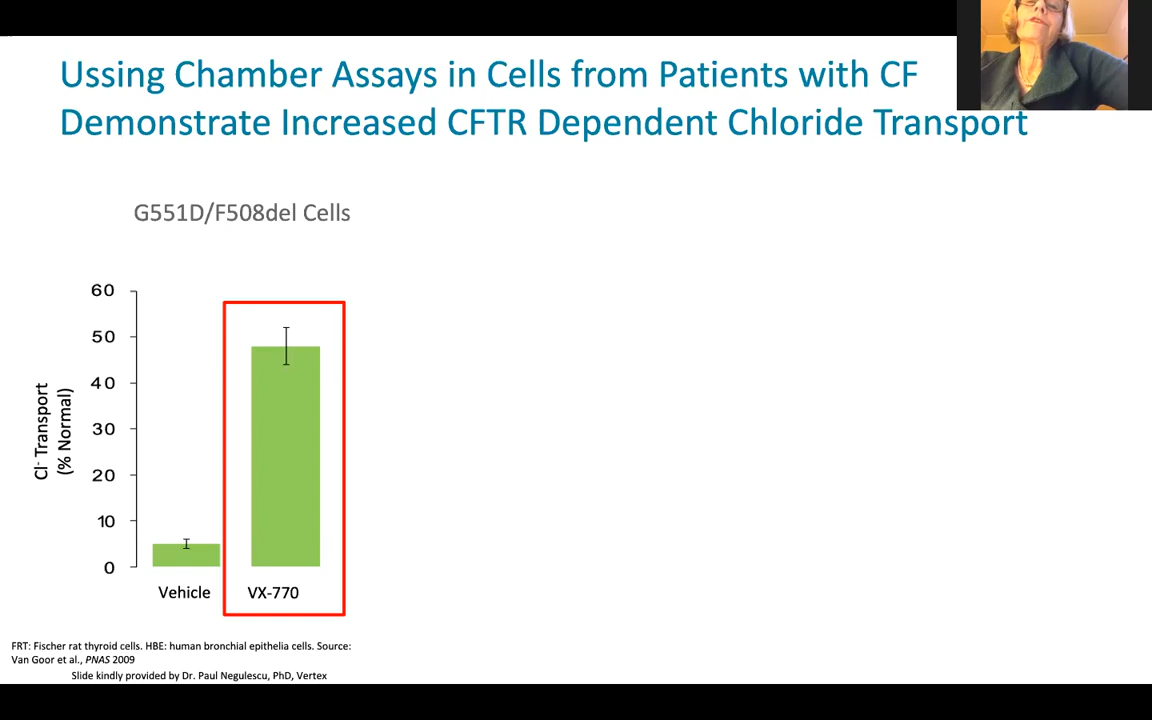 Ussing Chamber Assays in Cells from Patients with CF
Demonstrate Increased CFTR Dependent Chloride Transport
G551D/F508del Cells
60
50
40
30
20
10
0
Cl- Transport
(% Normal)
Vehicle
VX-770
FRT: Fischer rat thyroid cells. HBE: human bronchial epithelia cells. Source:
Van Goor et al., PNAS 2009
Slide kindly provided by Dr. Paul Negulescu, PhD, Vertex